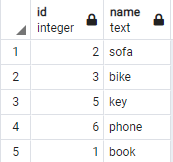 id name
integer text
1 2 sofa
2 3 bike
3 5 key
4 6 phone
5 1 book